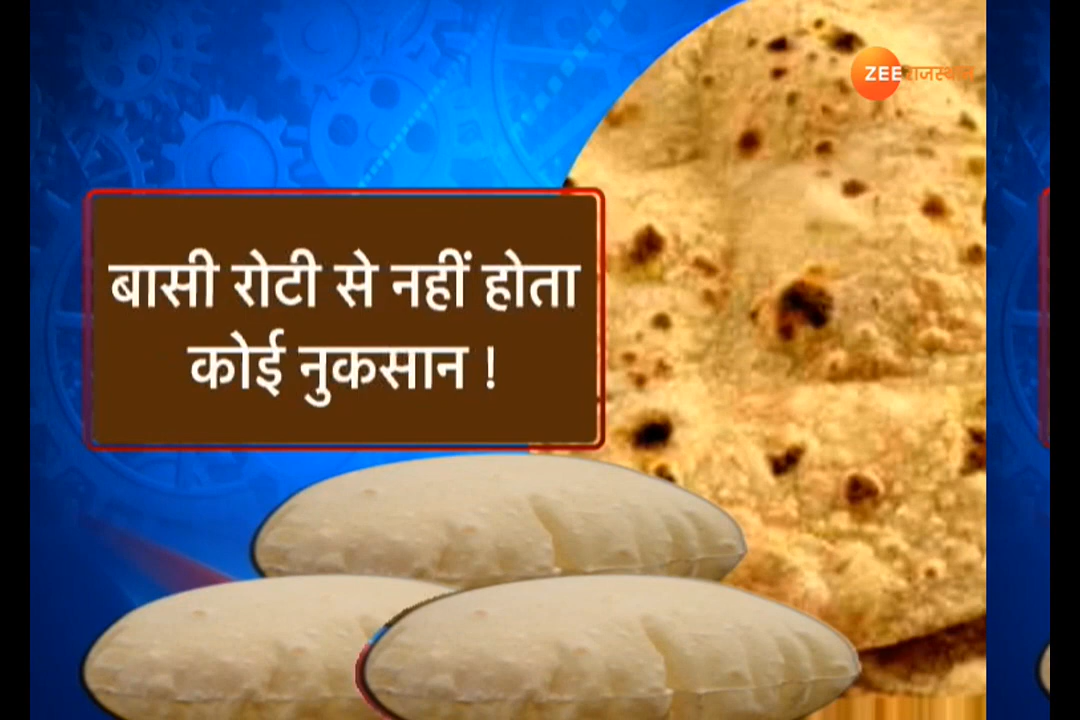 ZEE राजस्थान
बासी रोटी से नहीं होता
कोई नुकसान !